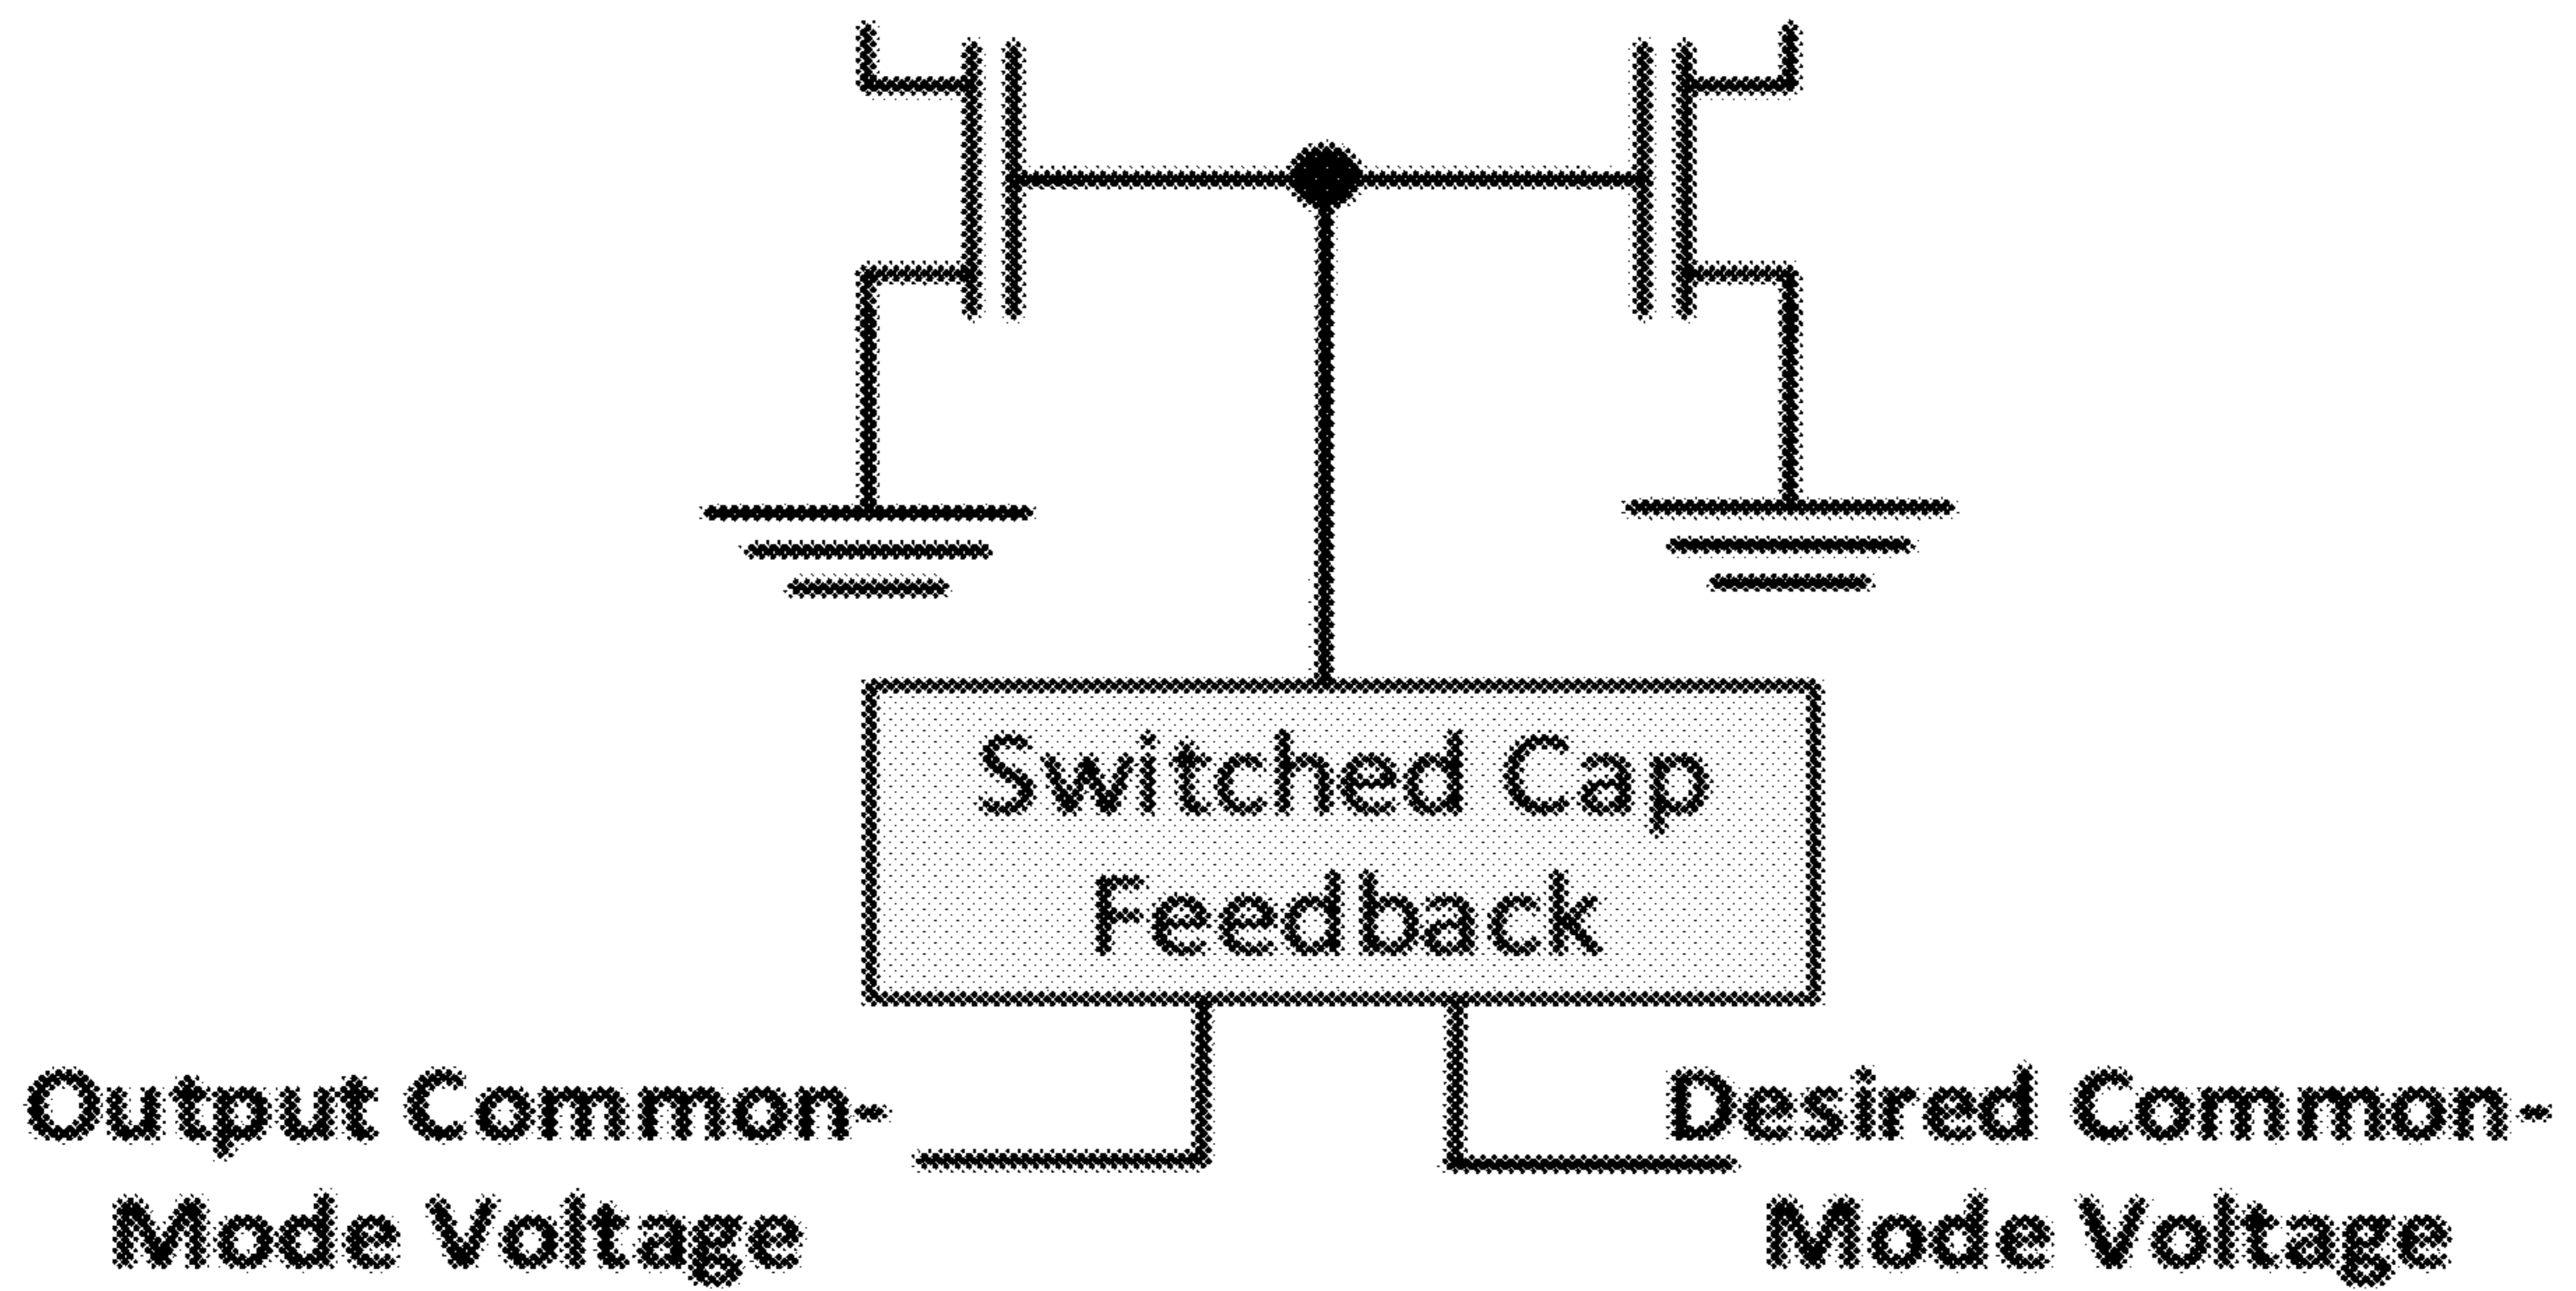 Switched Cap
Feedback
Output Common-
Mode Voltage
Desired Common-
Mode Voltage